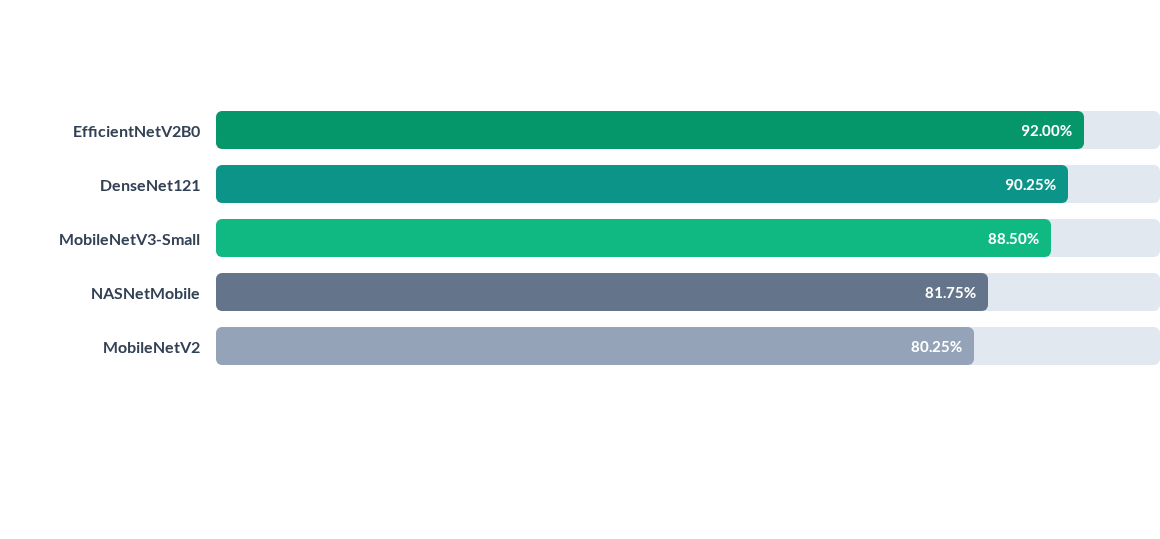 EfficientNetV2B0 92.00%
DenseNet121 90.25%
MobileNetV3-Small 88.50%
NASNetMobile 81.75%
MobileNetV2 80.25%